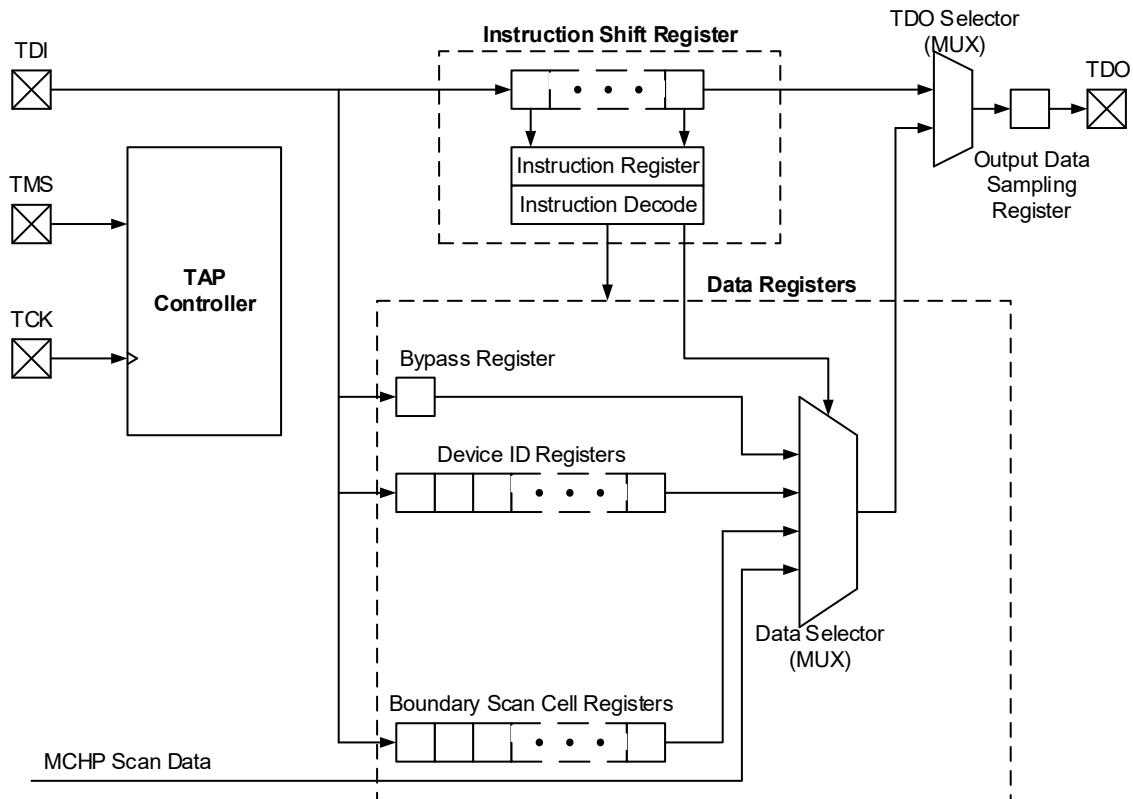 TDI
Instruction Shift Register
TDO Selector
(MUX)
TDO
Instruction Register
Instruction Decode
Output Data
Sampling
Register
TMS
TAP
Controller
TCK
Data Registers
Bypass Register
Device ID Registers
Data Selector
(MUX)
Boundary Scan Cell Registers
MCHP Scan Data